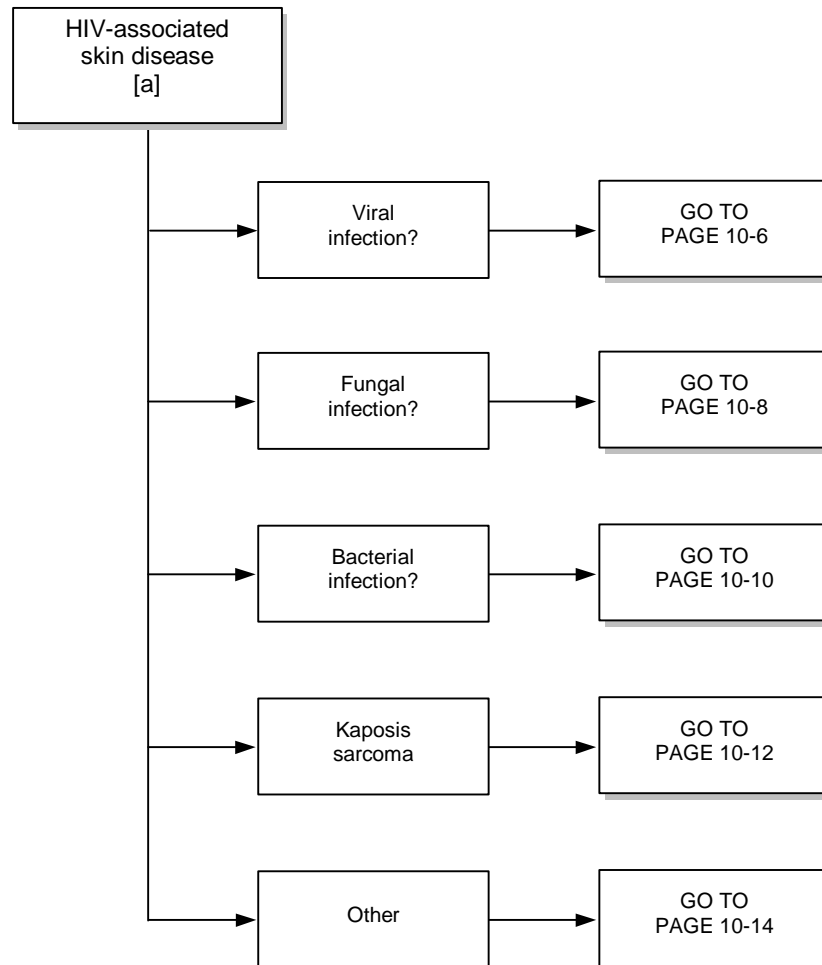 HIV-associated
skin disease
[a]
Viral
infection?
GO TO
PAGE 10-6
Fungal
infection?
GO TO
PAGE 10-8
Bacterial
infection?
GO TO
PAGE 10-10
Kaposis
sarcoma
GO TO
PAGE 10-12
Other
GO TO
PAGE 10-14